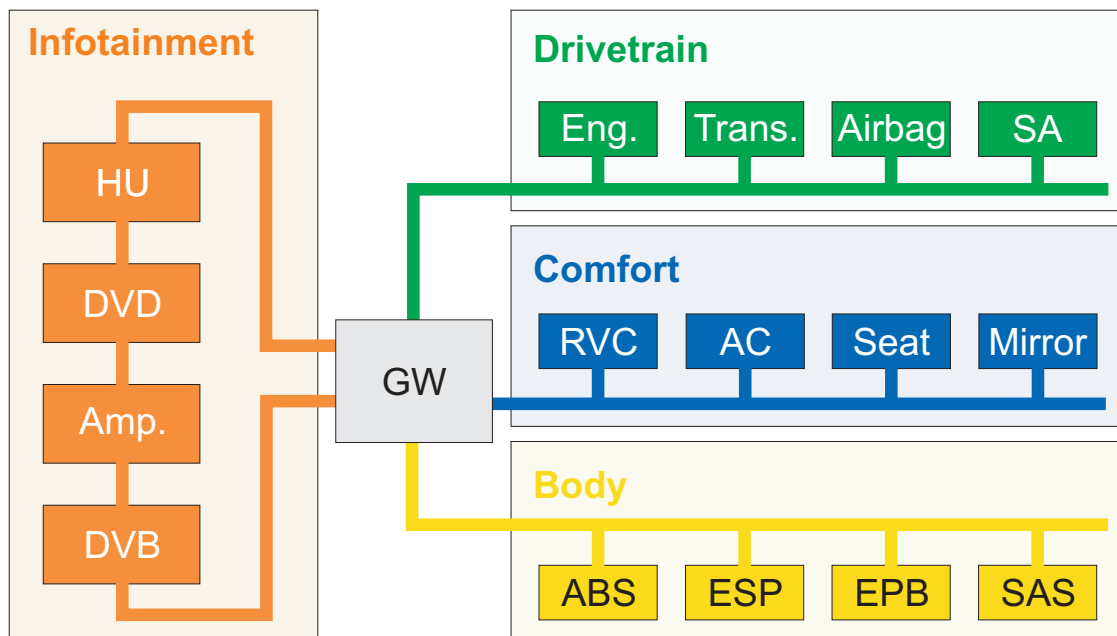 Infotainment
HU
DVD
Amp.
DVB
GW
Drivetrain
Eng. Trans. Airbag SA
Comfort
RVC AC Seat Mirror
Body
ABS ESP EPB SAS